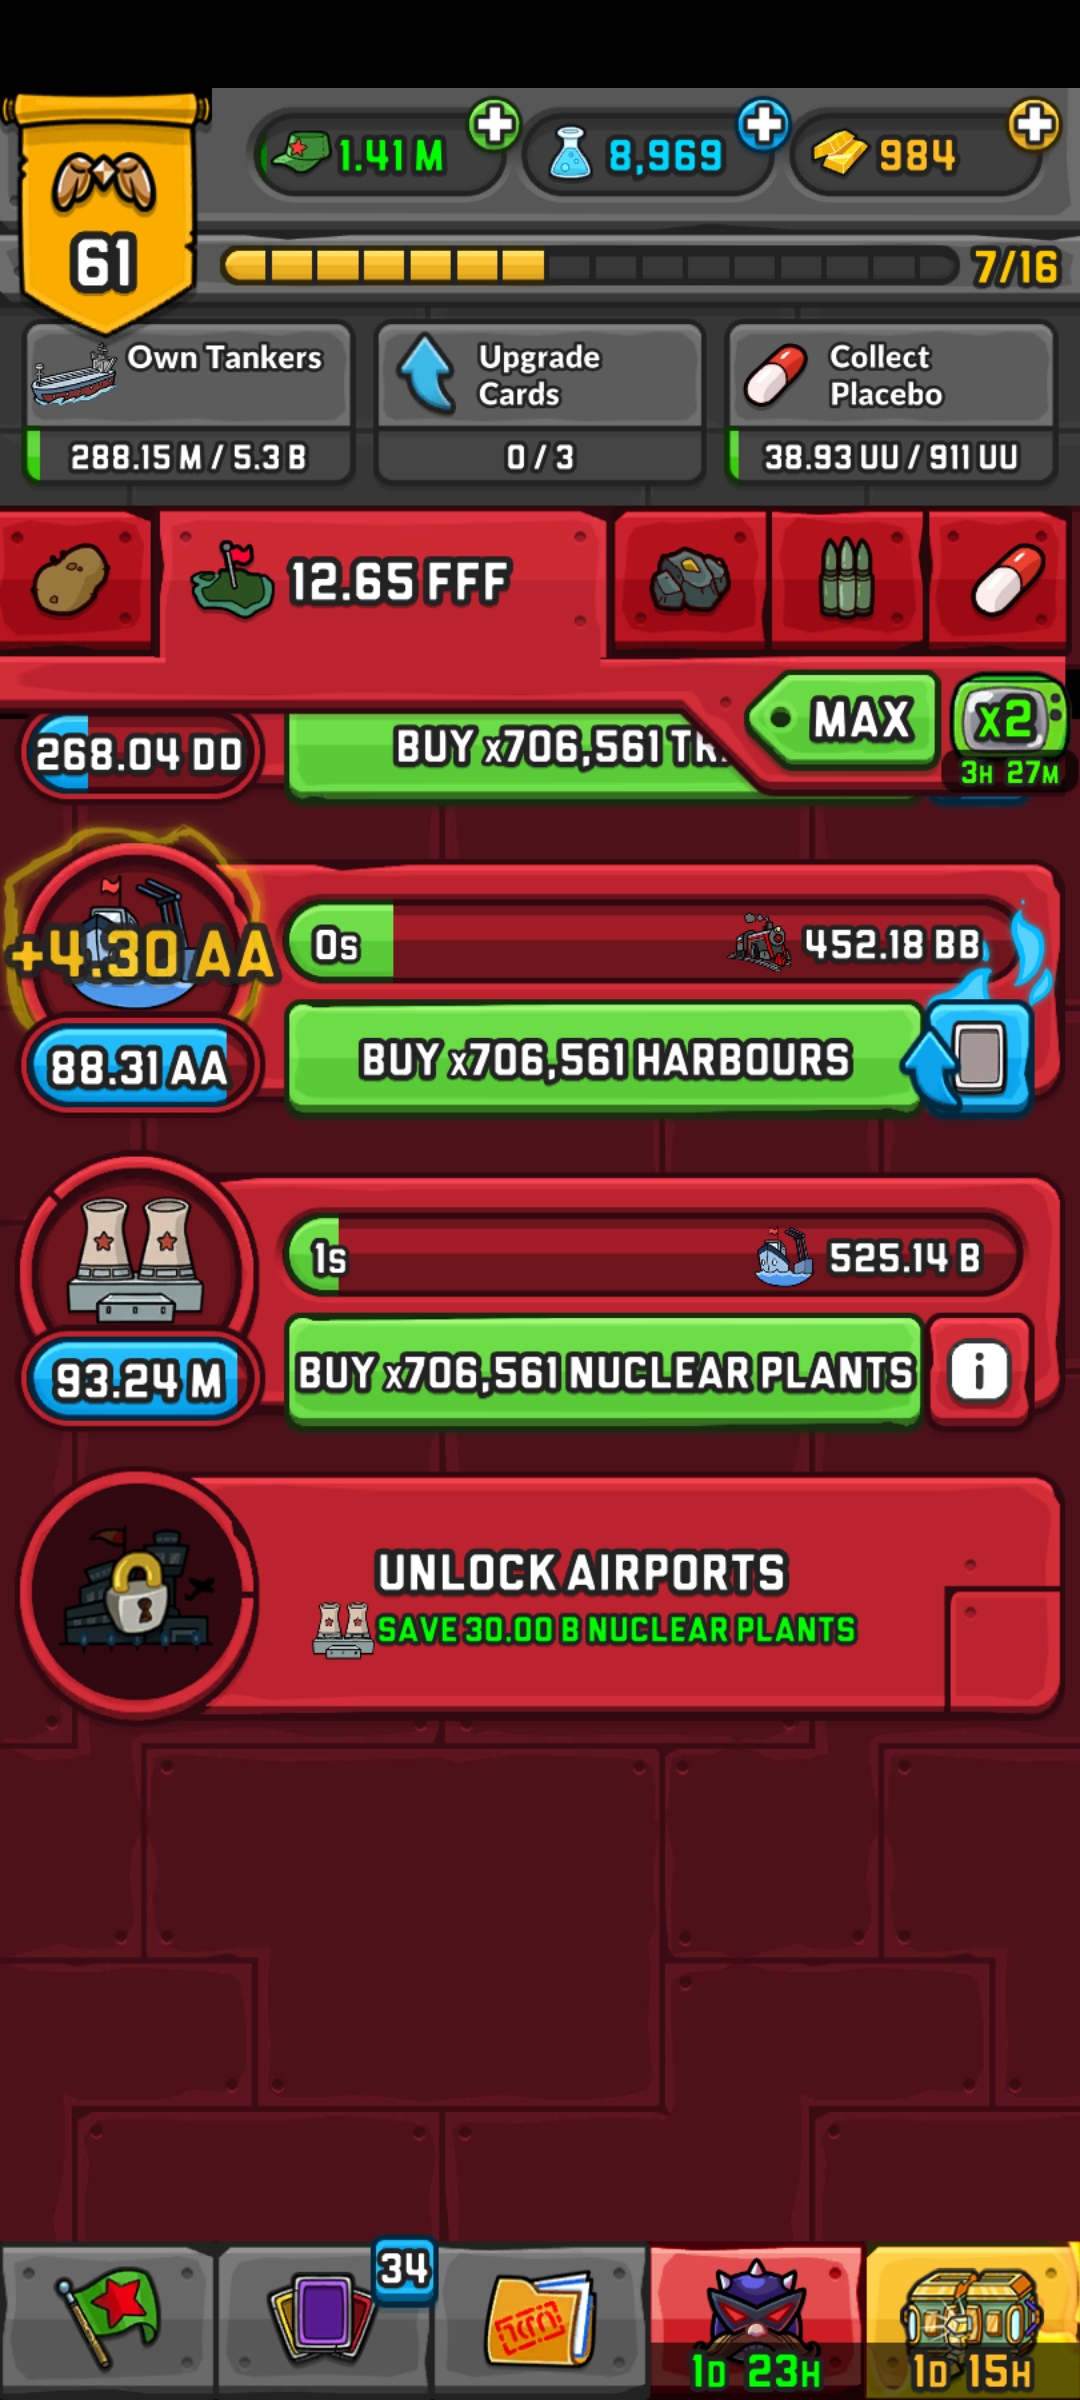 1.41 M
8,969
984
61
7/16
Own Tankers
288.15 M / 5.3 B
Upgrade
Cards
0 / 3
Collect
Placebo
38.93 UU / 911 UU
12.65 FFF
MAX
x2
3H 27M
268.04 DD
BUY x706,561
+4.30 AA
0s
452.18 BB
88.31 AA
BUY x706,561 HARBOURS
1s
525.14 B
93.24 M
BUY x706,561 NUCLEAR PLANTS
i
UNLOCK AIRPORTS
SAVE 30.00 B NUCLEAR PLANTS
34
1D 23H
1D 15H